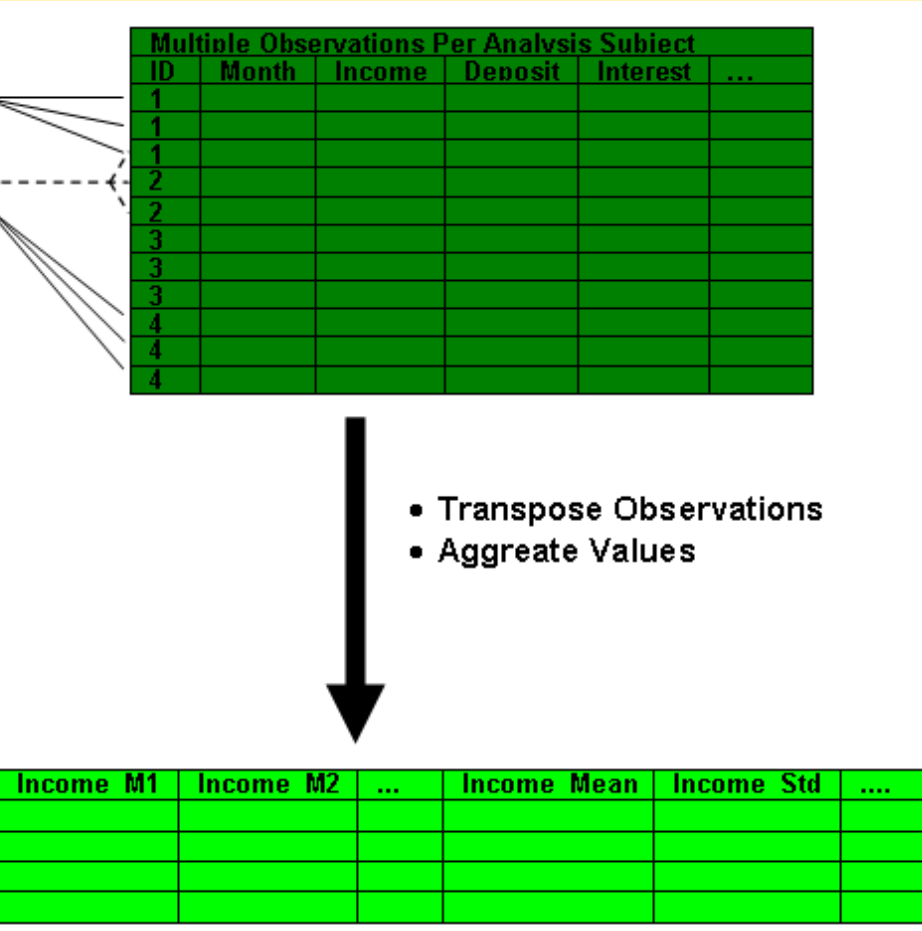 Multiple Observations Per Analysis Subject
ID Month Income Deposit Interest ...
1
1
1
2
2
3
3
3
4
4
4
• Transpose Observations
• Aggreate Values
Income M1 Income M2 ... Income Mean Income Std ....